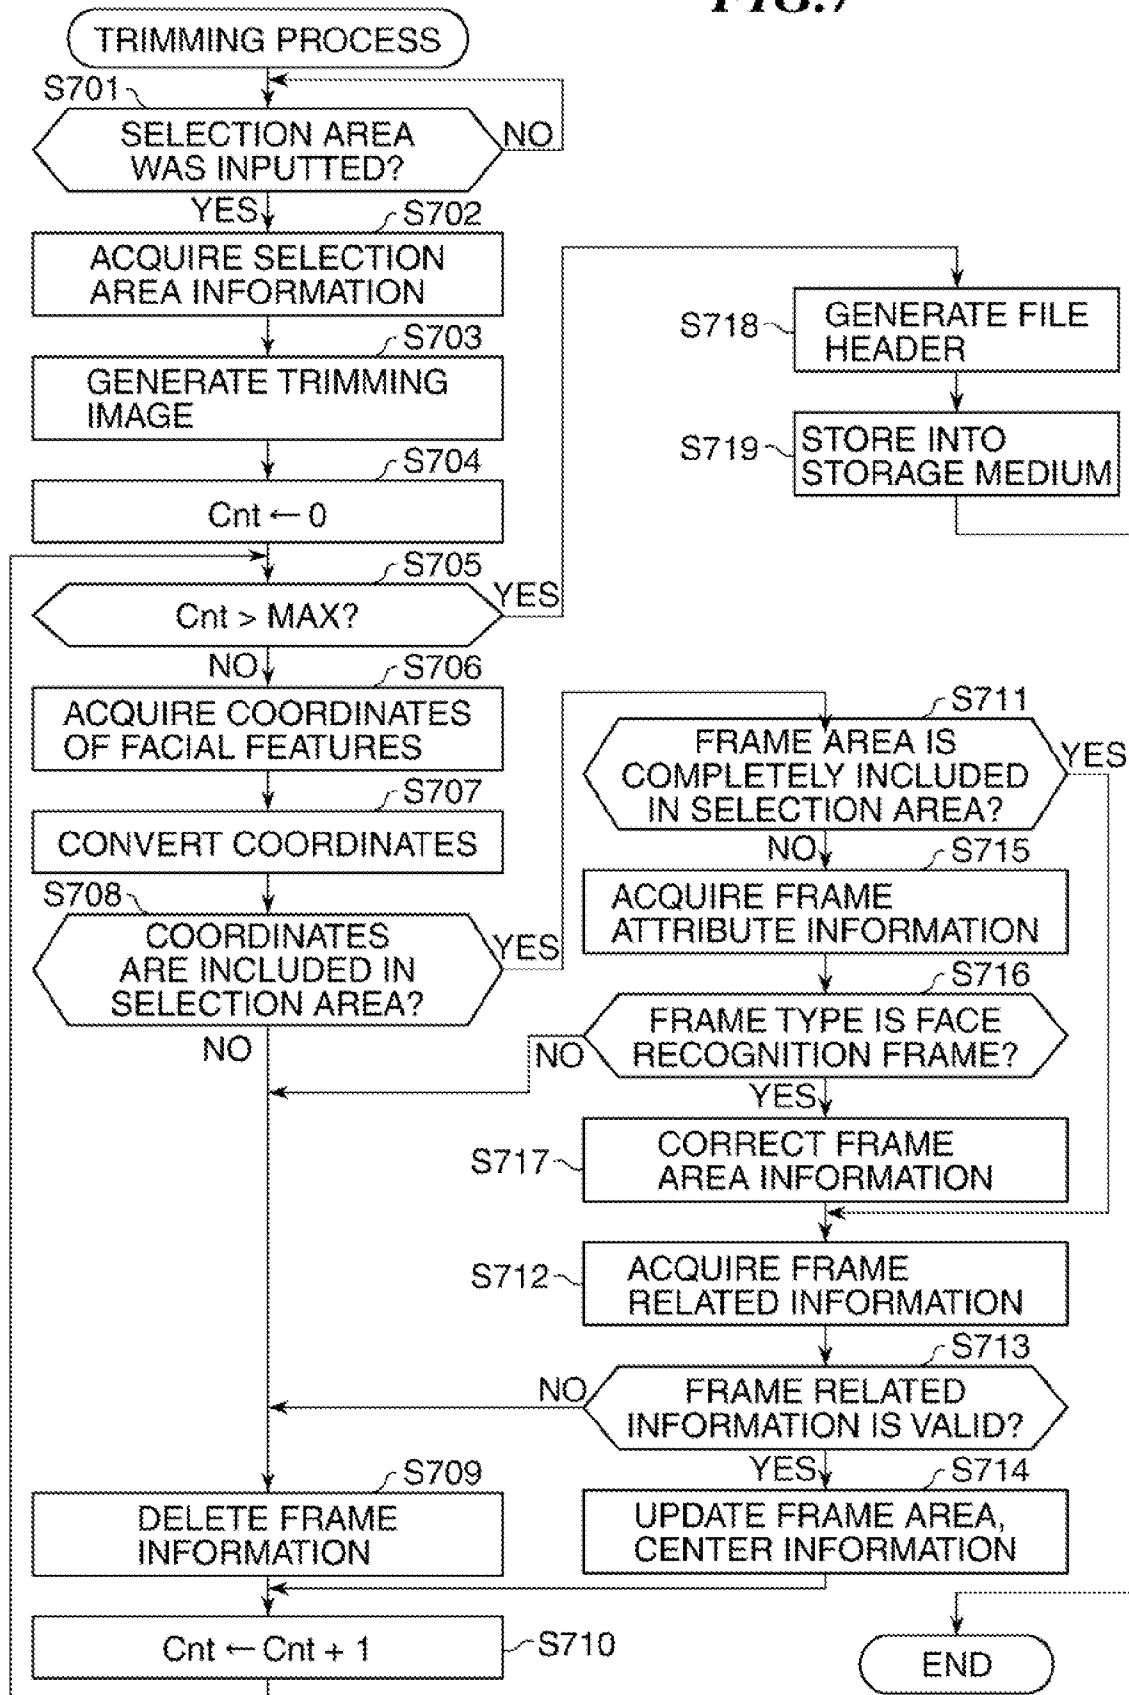 FIG.7
TRIMMING PROCESS
S701
SELECTION AREA
WAS INPUTTED?
NO
YES
S702
ACQUIRE SELECTION
AREA INFORMATION
S703
GENERATE TRIMMING
IMAGE
S704
Cnt ← 0
S705
Cnt > MAX?
YES
NO
S706
ACQUIRE COORDINATES
OF FACIAL FEATURES
S707
CONVERT COORDINATES
S708
COORDINATES
ARE INCLUDED IN
SELECTION AREA?
YES
NO
S709
DELETE FRAME
INFORMATION
Cnt ← Cnt + 1
S710
S718
GENERATE FILE
HEADER
S719
STORE INTO
STORAGE MEDIUM
S711
FRAME AREA IS
COMPLETELY INCLUDED
IN SELECTION AREA?
YES
NO
S715
ACQUIRE FRAME
ATTRIBUTE INFORMATION
S716
FRAME TYPE IS FACE
RECOGNITION FRAME?
NO
YES
S717
CORRECT FRAME
AREA INFORMATION
S712
ACQUIRE FRAME
RELATED INFORMATION
S713
FRAME RELATED
INFORMATION IS VALID?
NO
YES
S714
UPDATE FRAME AREA,
CENTER INFORMATION
END